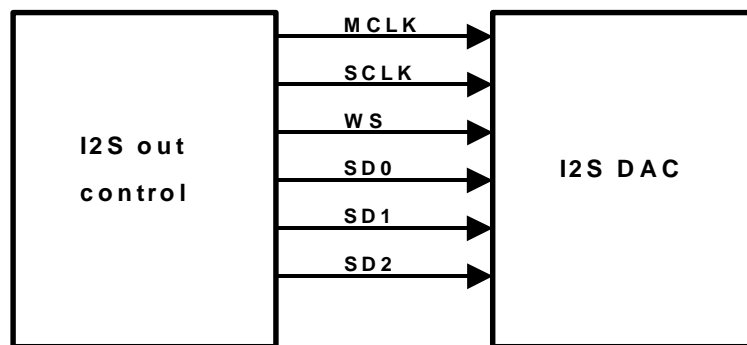 I2S out
control
MCLK
SCLK
WS
SD0
SD1
SD2
I2S DAC